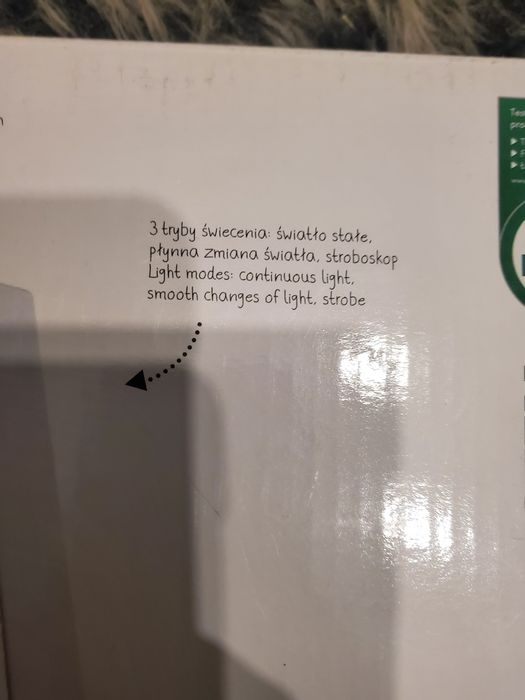 3 tryby świecenia: światło stałe,
płynna zmiana światła, stroboskop
Light modes: continuous light,
smooth changes of light, strobe